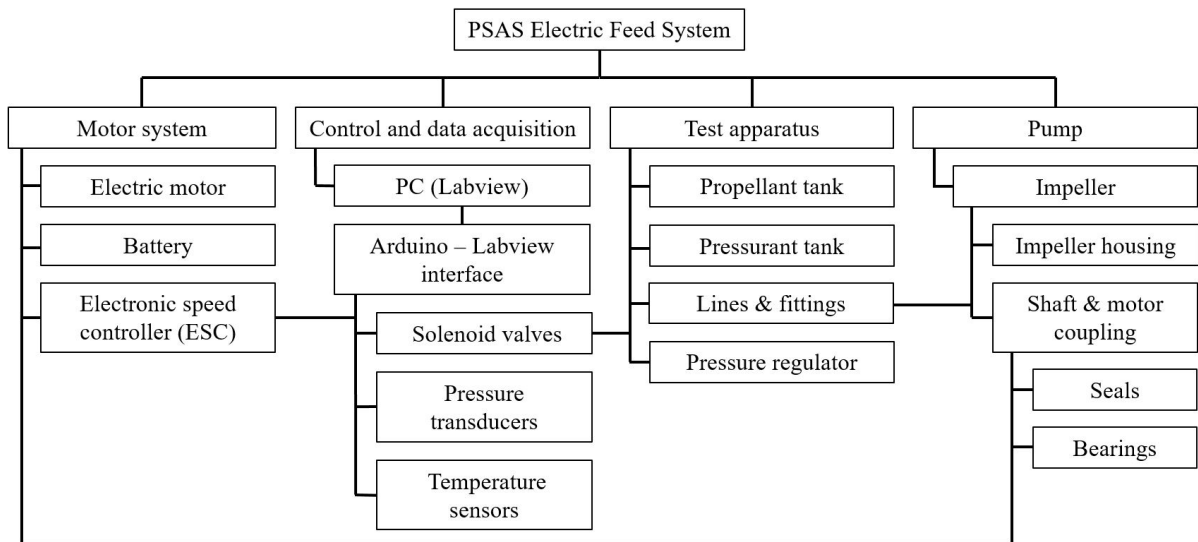 PSAS Electric Feed System
Motor system
Electric motor
Battery
Electronic speed
controller (ESC)
Control and data acquisition
PC (Labview)
Arduino – Labview
interface
Solenoid valves
Pressure
transducers
Temperature
sensors
Test apparatus
Propellant tank
Pressurant tank
Lines & fittings
Pressure regulator
Pump
Impeller
Impeller housing
Shaft & motor
coupling
Seals
Bearings